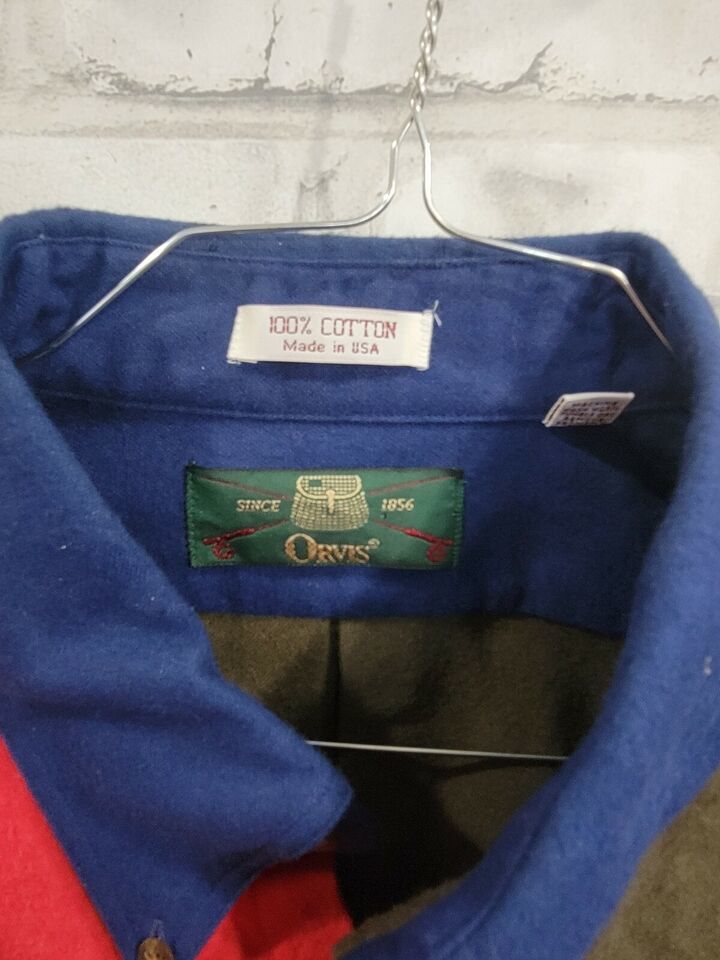 100% COTTON
Made in USA
SINCE 1856
ORVIS®